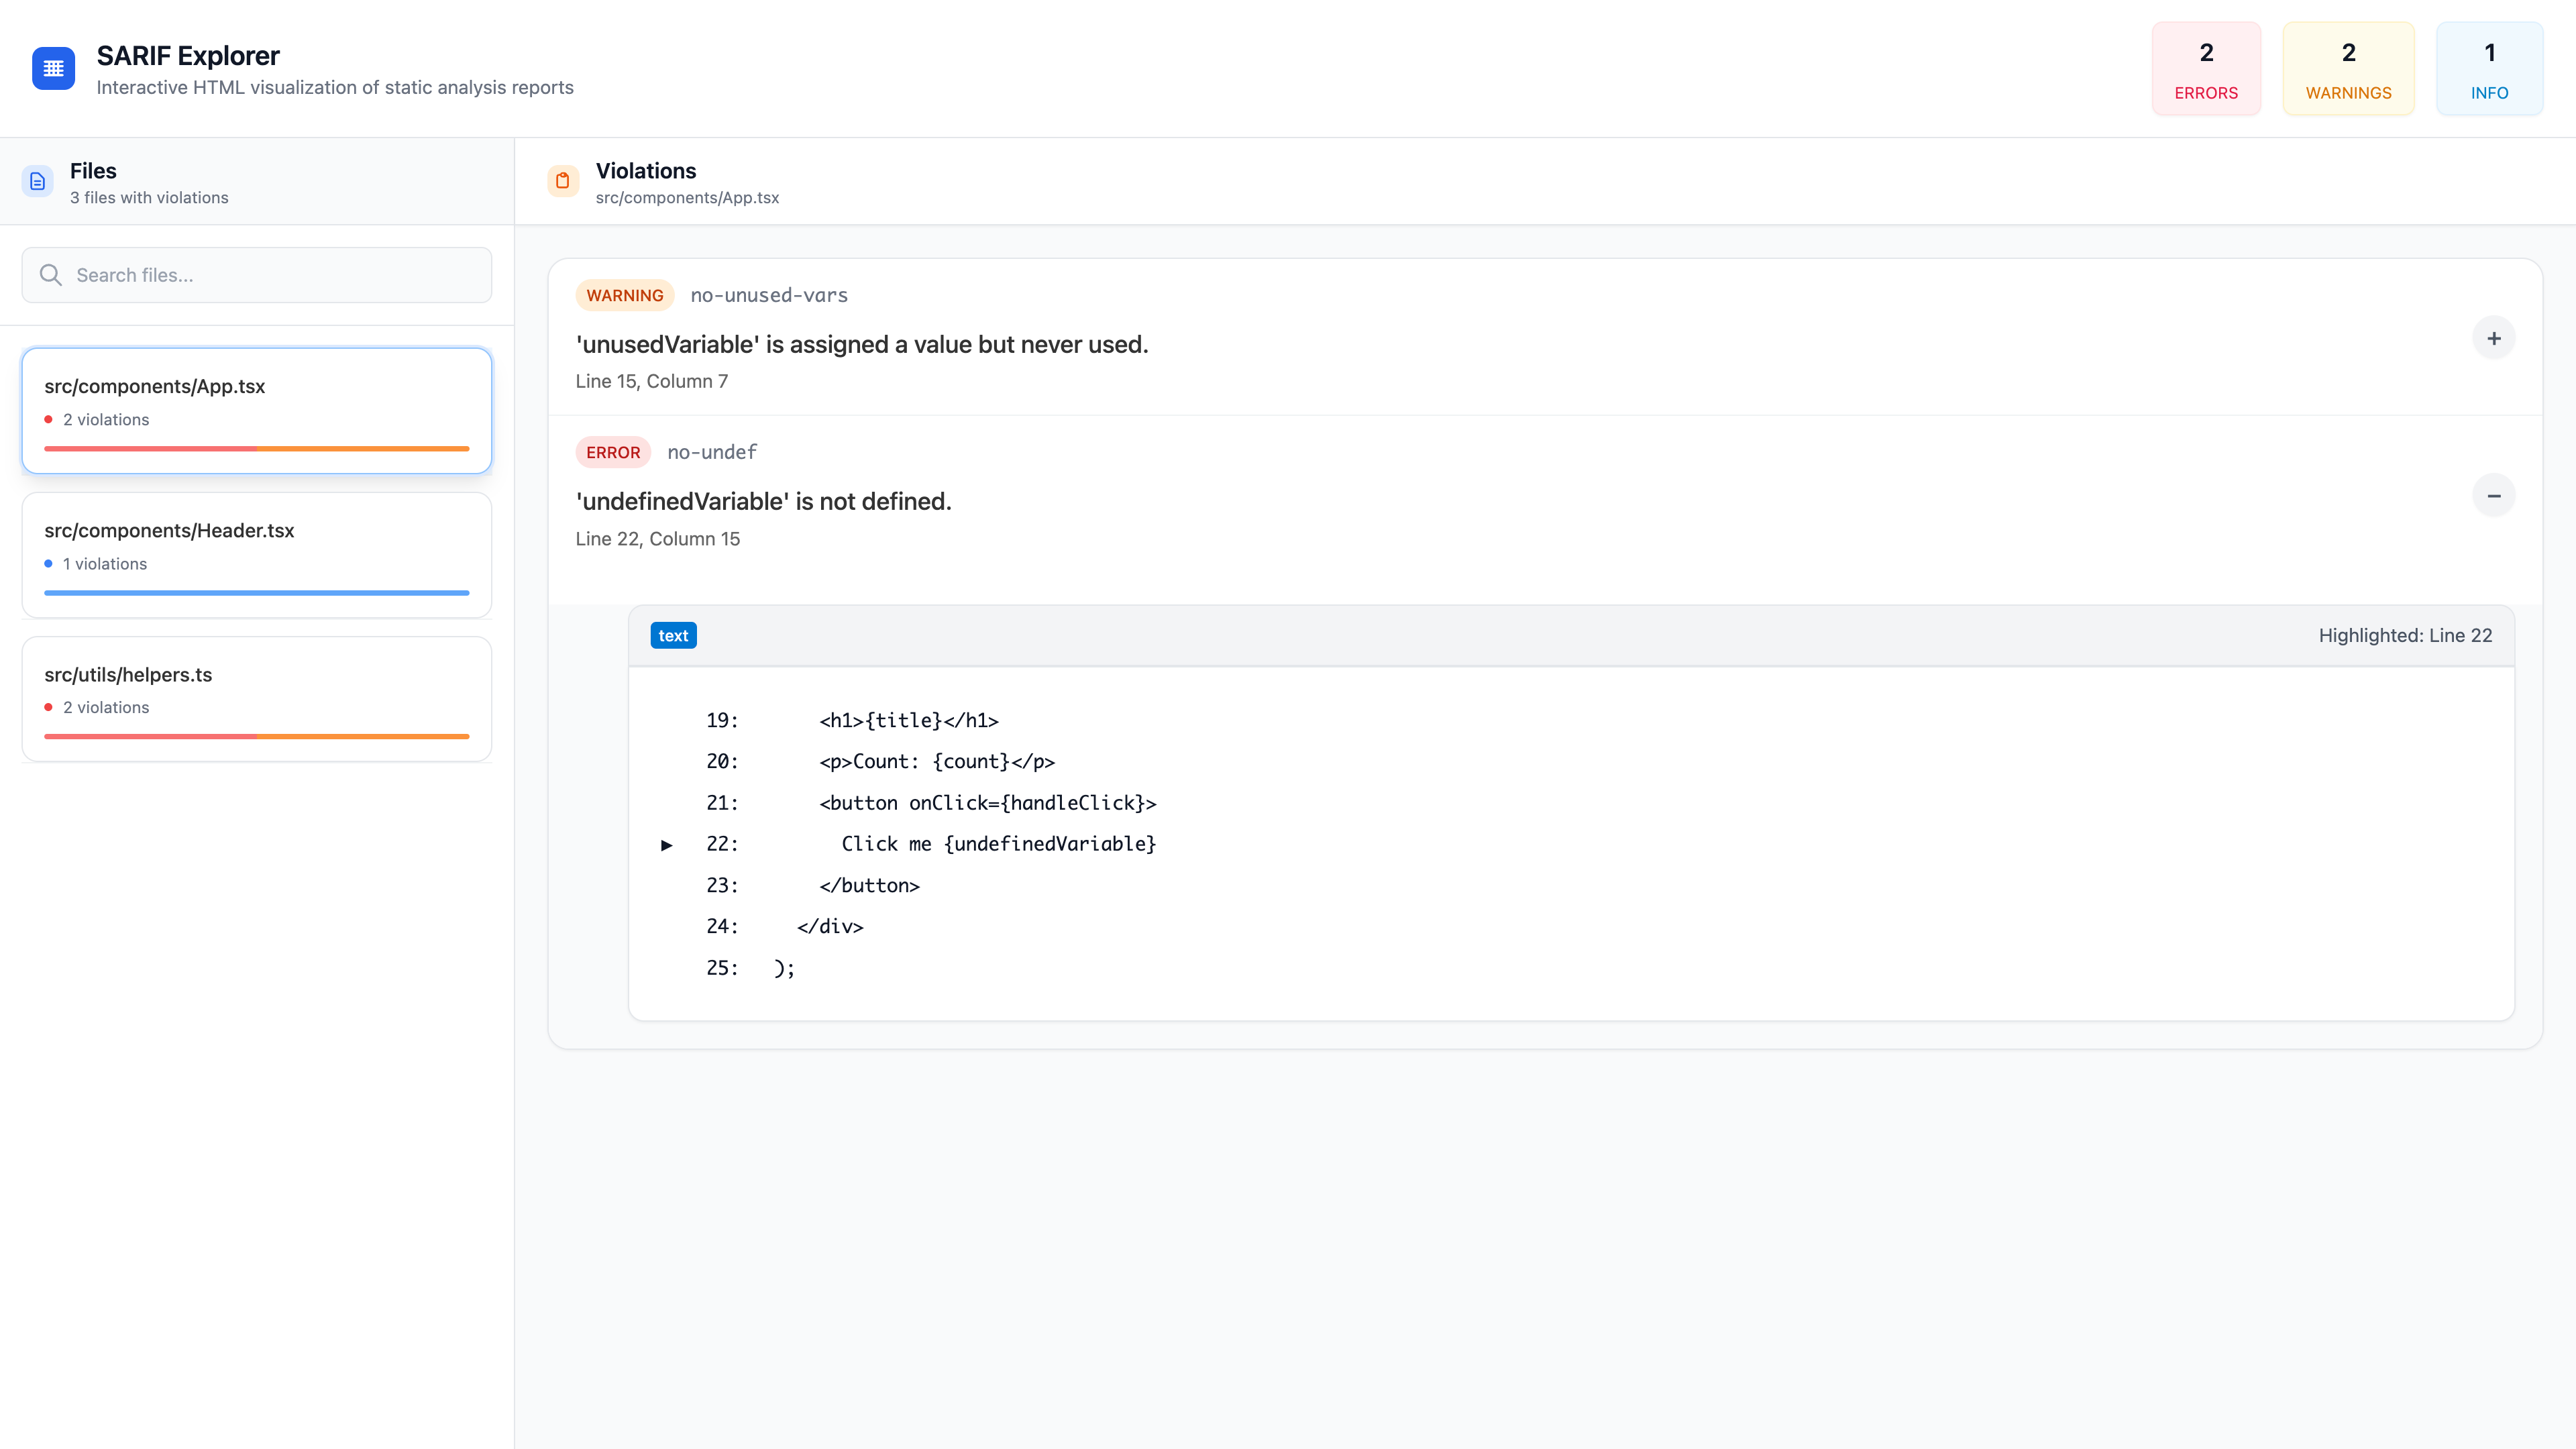 SARIF Explorer
Interactive HTML visualization of static analysis reports
2
ERRORS
2
WARNINGS
1
INFO
Files
3 files with violations
Search files...
src/components/App.tsx
2 violations
src/components/Header.tsx
1 violations
src/utils/helpers.ts
2 violations
Violations
src/components/App.tsx
WARNING no-unused-vars
'unusedVariable' is assigned a value but never used.
Line 15, Column 7
+
ERROR no-undef
'undefinedVariable' is not defined.
Line 22, Column 15
−
text Highlighted: Line 22
19:       <h1>{title}</h1>
20:       <p>Count: {count}</p>
21:       <button onClick={handleClick}>
▶ 22:         Click me {undefinedVariable}
23:       </button>
24:     </div>
25:   );